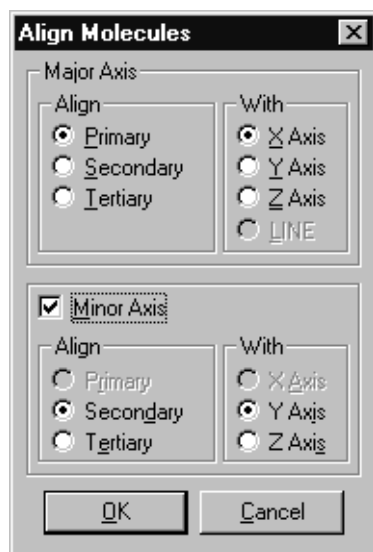 Align Molecules
Major Axis
Align With
Primary X Axis
Secondary Y Axis
Tertiary Z Axis
LINE
Minor Axis
Align With
Primary X Axis
Secondary Y Axis
Tertiary Z Axis
OK Cancel